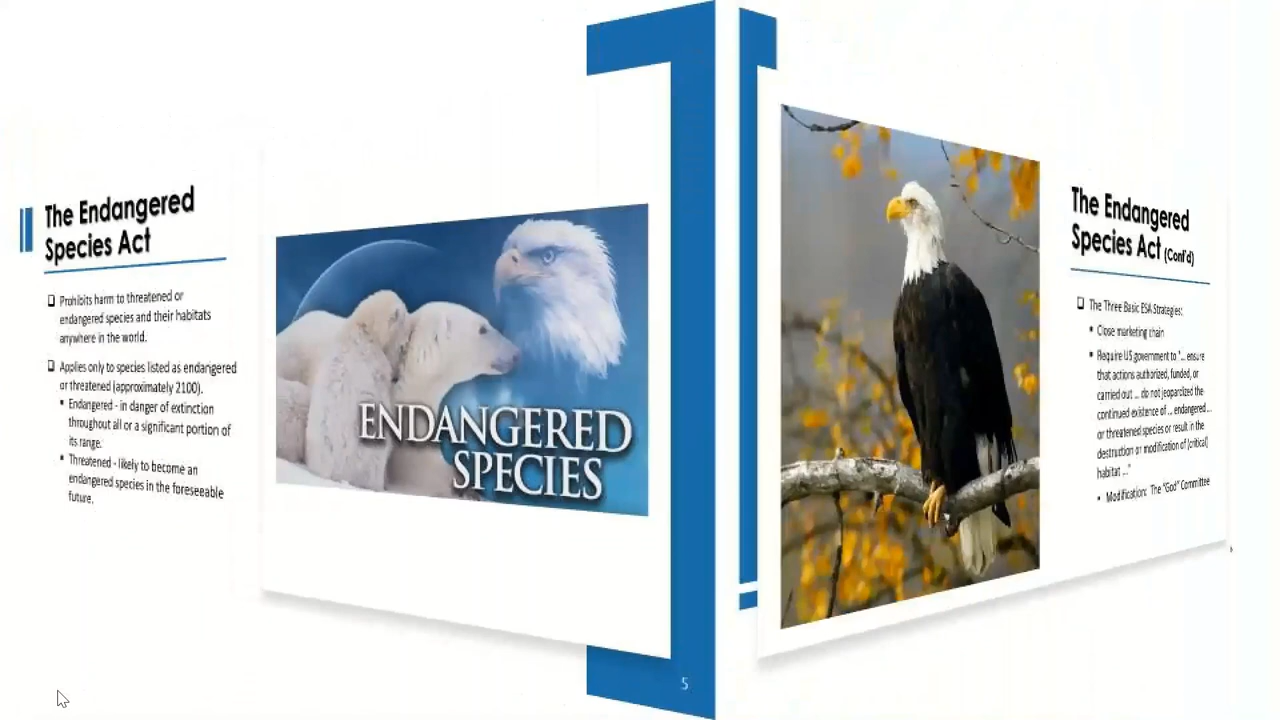 The Endangered
Species Act
Prohibits harm to threatened or
endangered species and their habitats
anywhere in the world.
Applies only to species listed as endangered
or threatened (approximately 2100).
Endangered - in danger of extinction
throughout all or a significant portion of
its range.
Threatened - likely to become an
endangered species in the foreseeable
future.
ENDANGERED
SPECIES
5
The Endangered
Species Act (Cont'd)
The Three Basic ESA Strategies:
Close marketing chain
Require US government to "... ensure
that actions authorized, funded, or
carried out ... do not jeopardized the
continued existence of ... endangered ...
or threatened species or result in the
destruction or modification of [critical]
habitat ..."
Modification: The "God" Committee